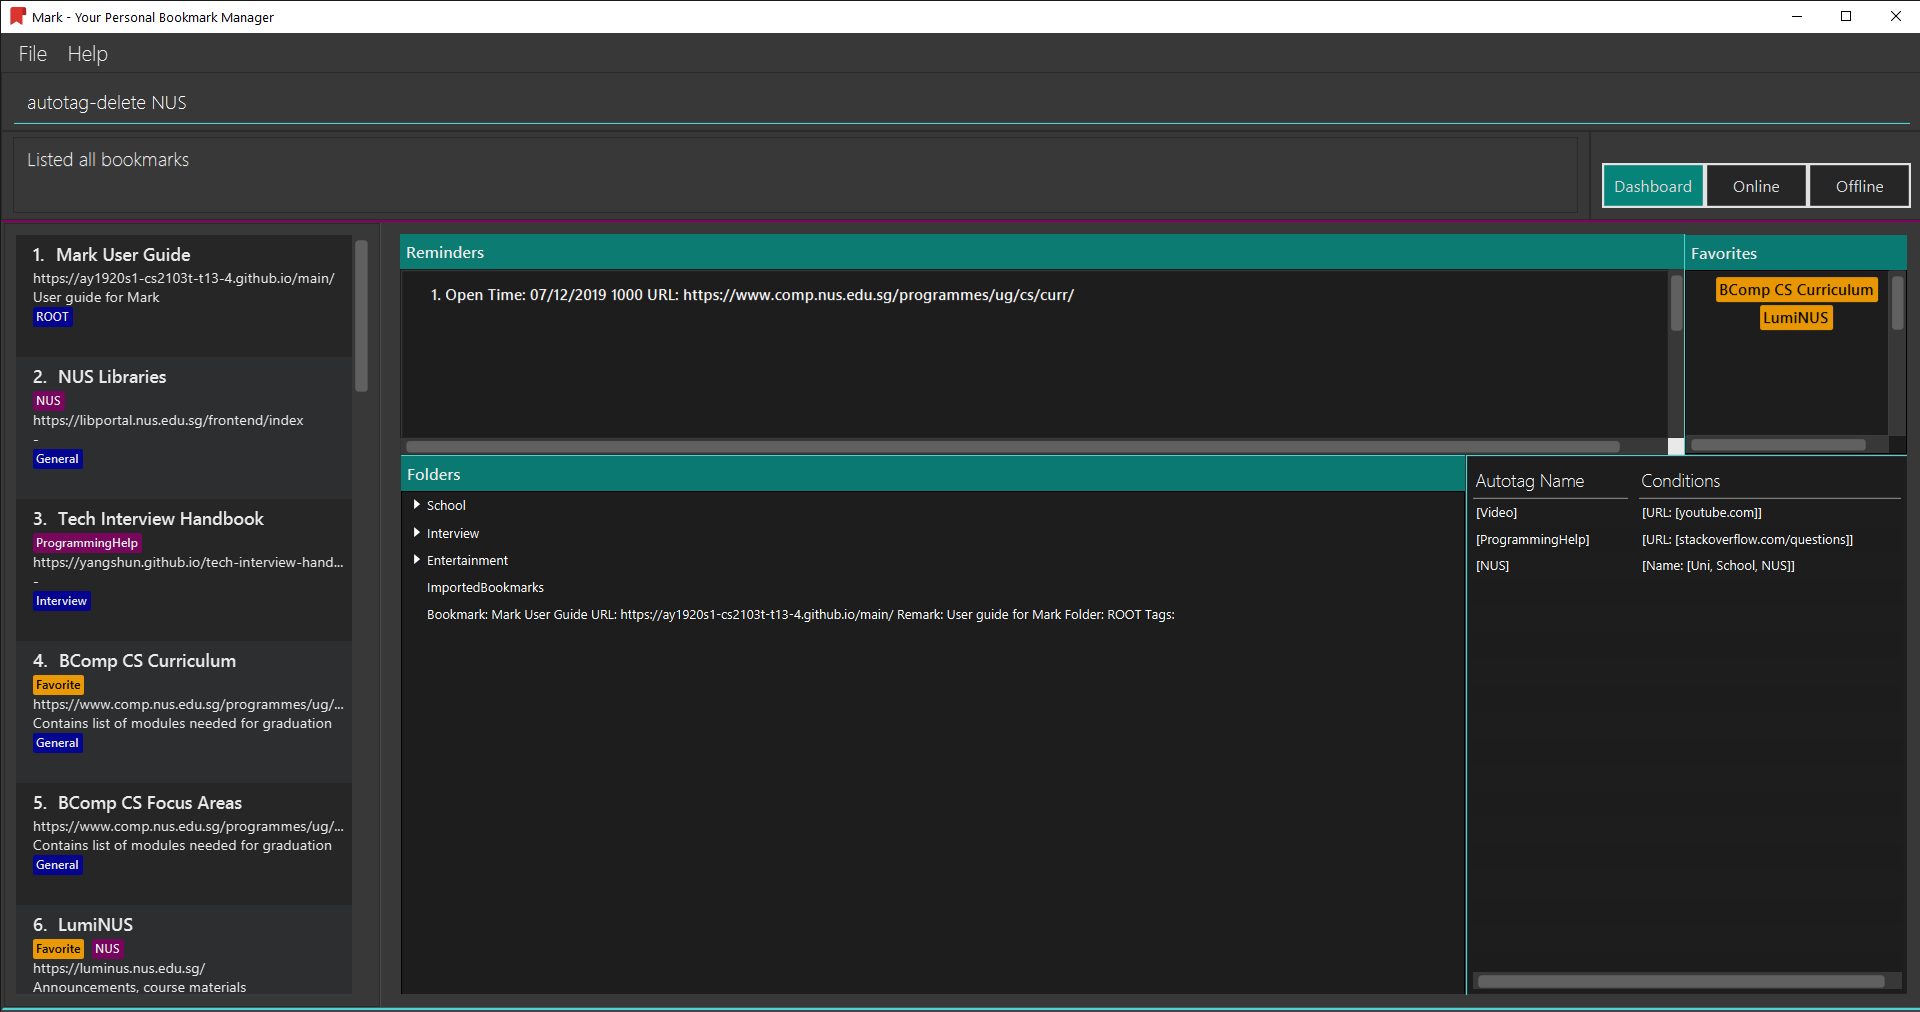 Mark - Your Personal Bookmark Manager
File Help
autotag-delete NUS
Listed all bookmarks
Dashboard Online Offline
1. Mark User Guide
https://ay1920s1-cs2103t-t13-4.github.io/main/
User guide for Mark
ROOT
2. NUS Libraries
NUS
https://libportal.nus.edu.sg/frontend/index
-
General
3. Tech Interview Handbook
ProgrammingHelp
https://yangshun.github.io/tech-interview-hand...
-
Interview
4. BComp CS Curriculum
Favorite
https://www.comp.nus.edu.sg/programmes/ug/...
Contains list of modules needed for graduation
General
5. BComp CS Focus Areas
https://www.comp.nus.edu.sg/programmes/ug/...
Contains list of modules needed for graduation
General
6. LumiNUS
Favorite NUS
https://luminus.nus.edu.sg/
Announcements, course materials
Reminders
1. Open Time: 07/12/2019 1000 URL: https://www.comp.nus.edu.sg/programmes/ug/cs/curr/
Favorites
BComp CS Curriculum
LumiNUS
Folders
School
Interview
Entertainment
ImportedBookmarks
Bookmark: Mark User Guide URL: https://ay1920s1-cs2103t-t13-4.github.io/main/ Remark: User guide for Mark Folder: ROOT Tags:
Autotag Name Conditions
[Video] [URL: [youtube.com]]
[ProgrammingHelp] [URL: [stackoverflow.com/questions]]
[NUS] [Name: [Uni, School, NUS]]